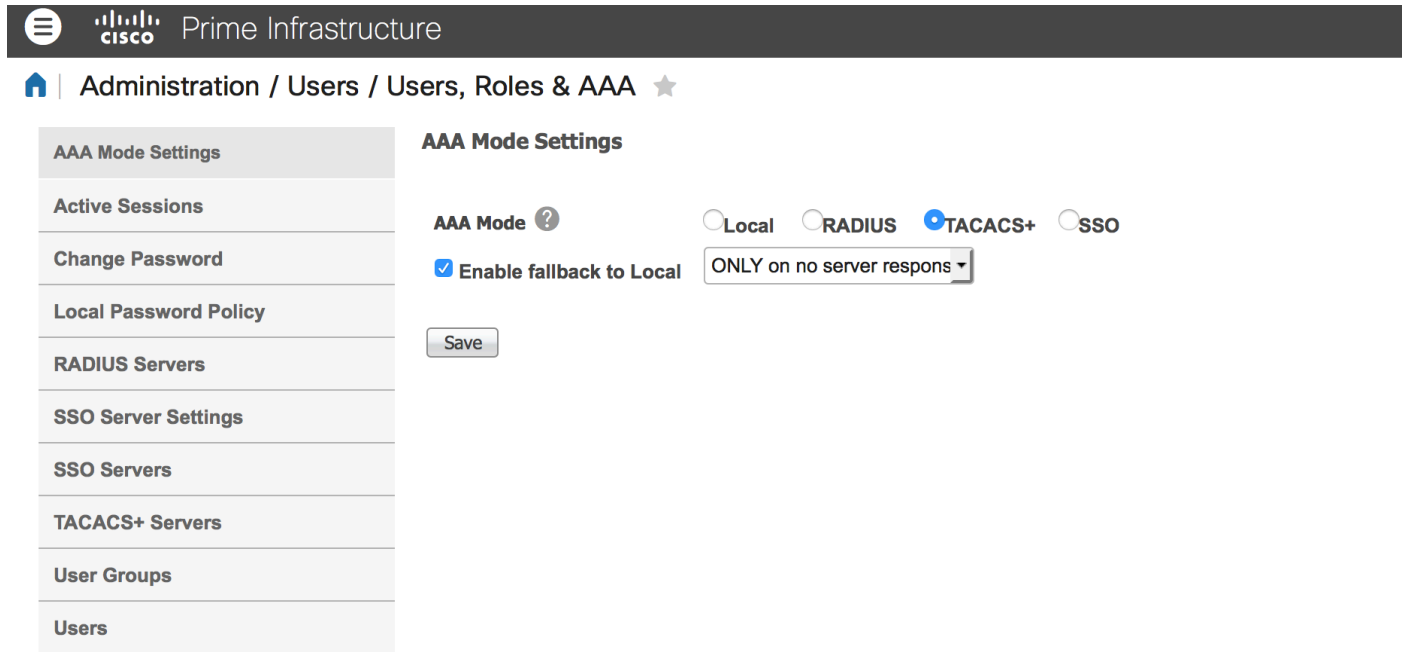 cisco Prime Infrastructure
Administration / Users / Users, Roles & AAA
AAA Mode Settings
Active Sessions
Change Password
Local Password Policy
RADIUS Servers
SSO Server Settings
SSO Servers
TACACS+ Servers
User Groups
Users
AAA Mode Settings
AAA Mode ? Local RADIUS TACACS+ SSO
Enable fallback to Local ONLY on no server respons
Save